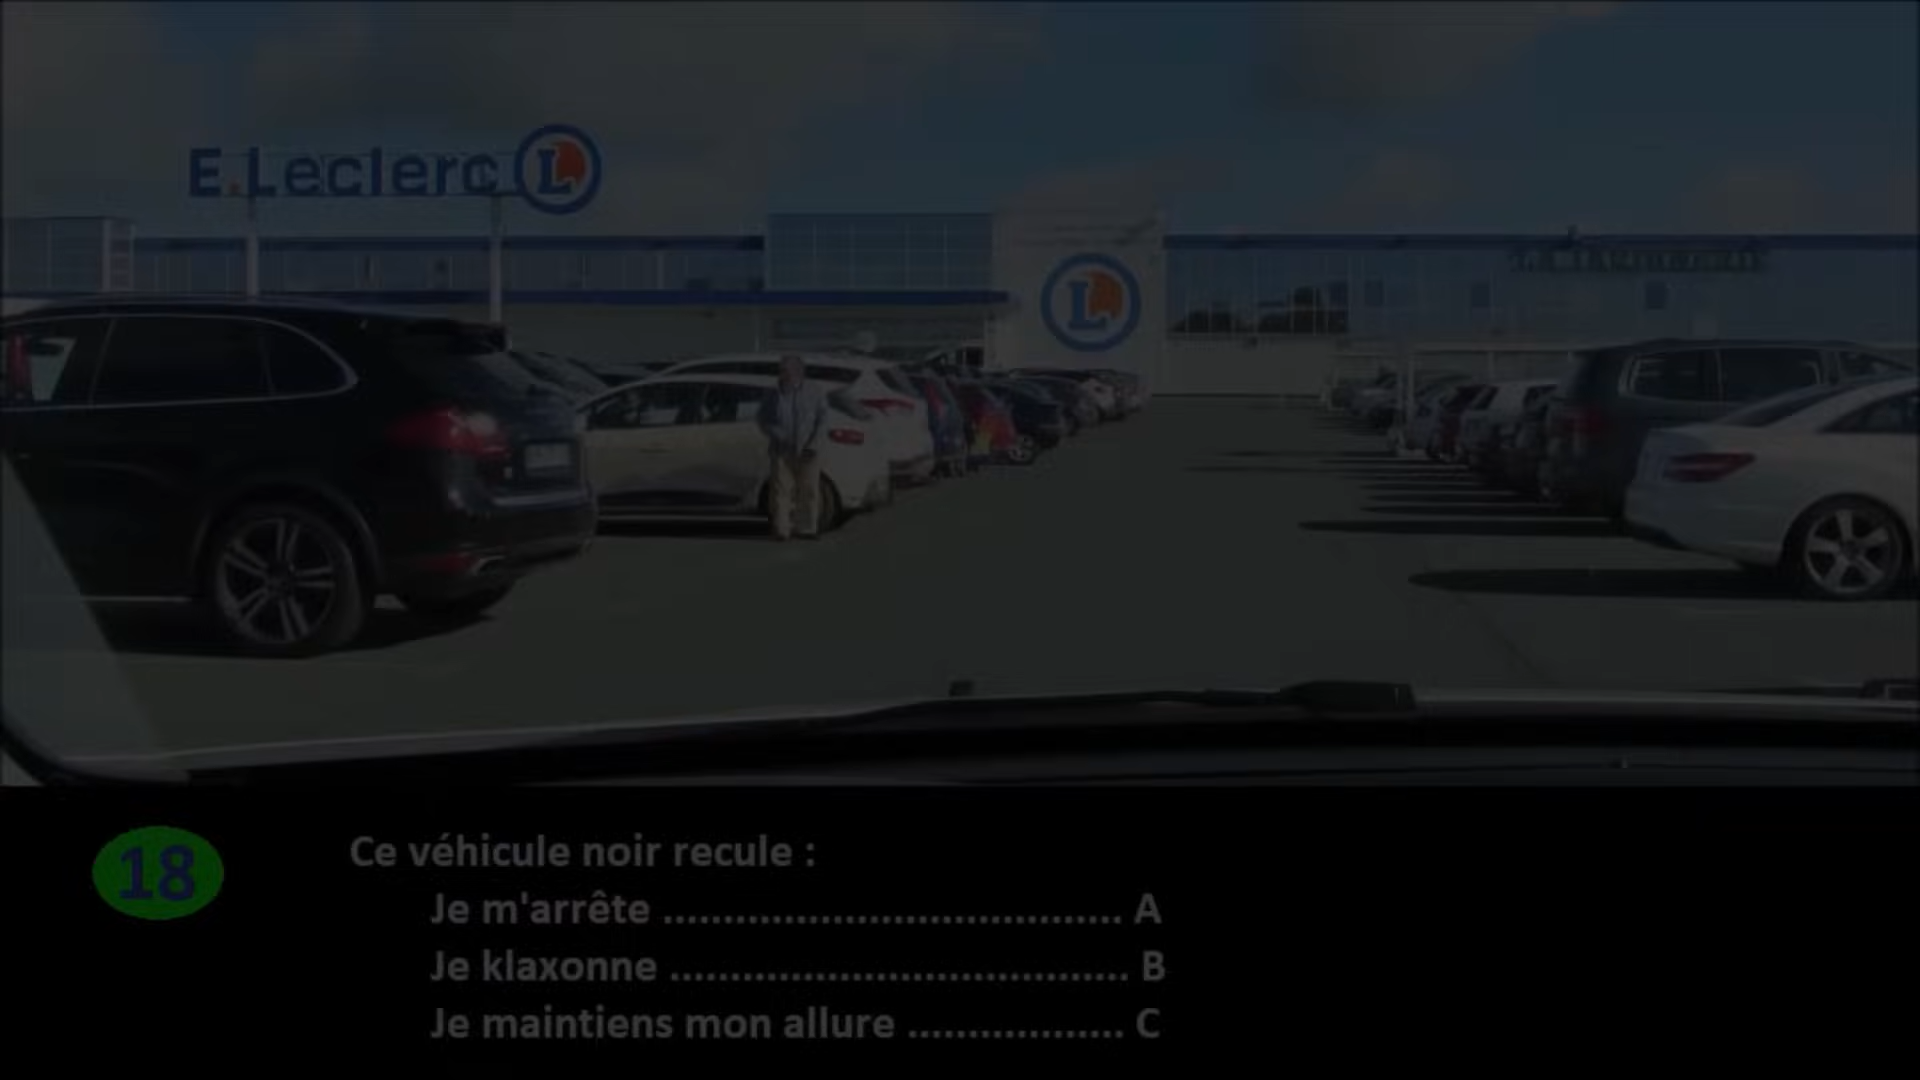 E.Leclerc L
L
18
Ce véhicule noir recule :
Je m'arrête ..................................... A
Je klaxonne ..................................... B
Je maintiens mon allure .................. C